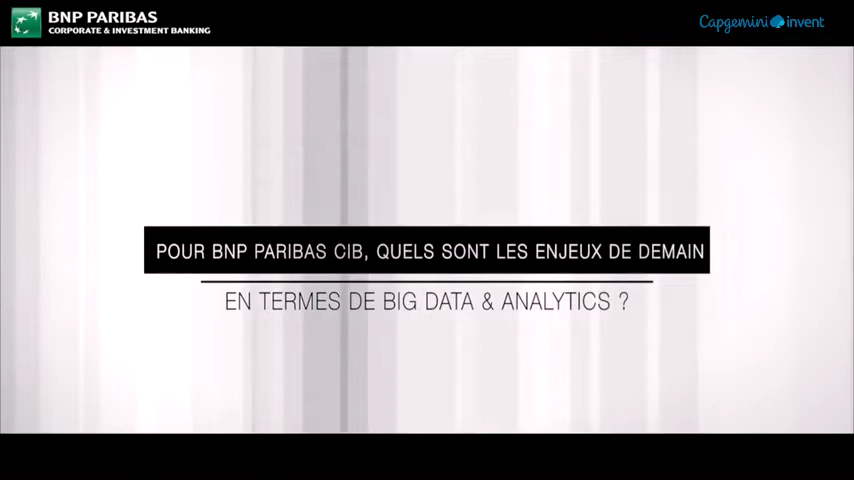 BNP PARIBAS
CORPORATE & INVESTMENT BANKING
Capgemini invent
POUR BNP PARIBAS CIB, QUELS SONT LES ENJEUX DE DEMAIN
EN TERMES DE BIG DATA & ANALYTICS ?